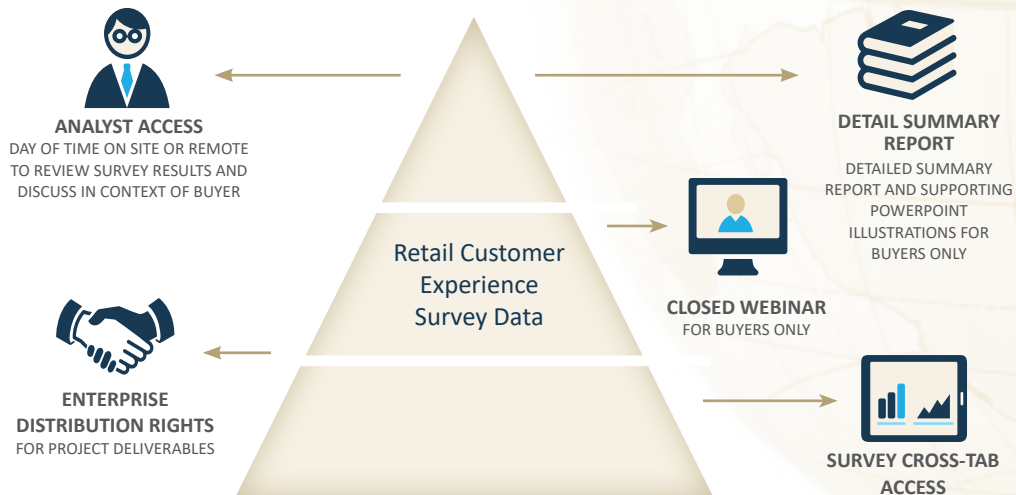 ANALYST ACCESS
DAY OF TIME ON SITE OR REMOTE
TO REVIEW SURVEY RESULTS AND
DISCUSS IN CONTEXT OF BUYER
DETAIL SUMMARY
REPORT
DETAILED SUMMARY
REPORT AND SUPPORTING
POWERPOINT
ILLUSTRATIONS FOR
BUYERS ONLY
Retail Customer
Experience
Survey Data
CLOSED WEBINAR
FOR BUYERS ONLY
ENTERPRISE
DISTRIBUTION RIGHTS
FOR PROJECT DELIVERABLES
SURVEY CROSS-TAB
ACCESS